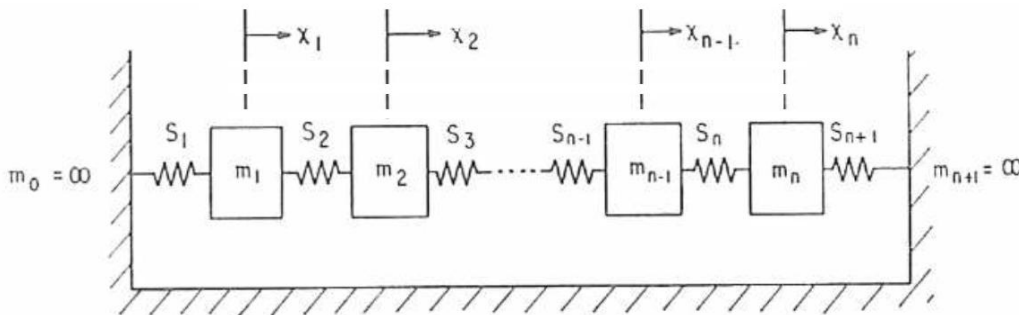 X₁ X₂ Xₙ₋₁. Xₙ
S₁ S₂ S₃ Sₙ₋₁ Sₙ Sₙ₊₁
m₀ = ∞ m₁ m₂ mₙ₋₁ mₙ mₙ₊₁ = ∞